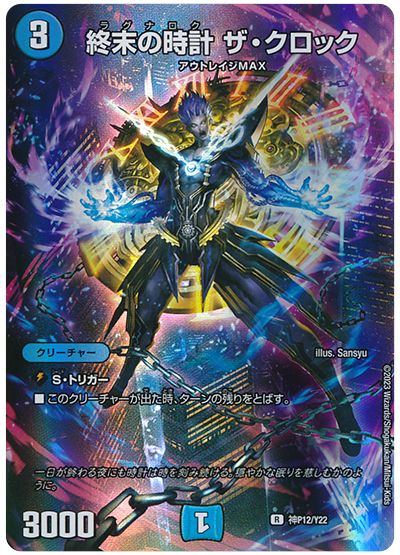 3
ラグナロク
終末の時計 ザ・クロック
アウトレイジMAX
クリーチャー
illus. Sansyu
S・トリガー
■ このクリーチャーが出た時、ターンの残りをとばす。
©2023 Wizards/Shogakukan/Mitsui-Kids
一日が終わる夜にも時計は時を刻み続ける。穏やかな眠りを慈しむかのよ
うに。
3000
1
R 神P12/Y22